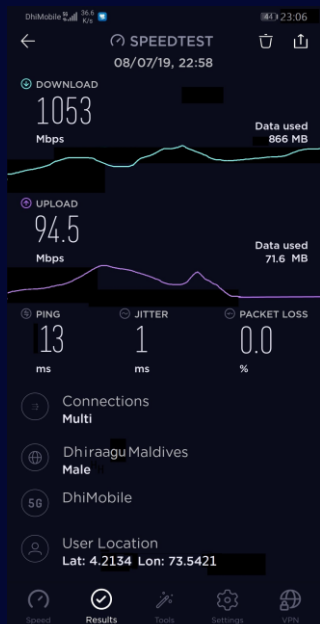 DhiMobile 36.6 K/s 44 23:06
SPEEDTEST
08/07/19, 22:58
DOWNLOAD
1053
Mbps
Data used
866 MB
UPLOAD
94.5
Mbps
Data used
71.6 MB
PING JITTER PACKET LOSS
13 1 0.0
ms ms %
Connections
Multi
Dhiraagu Maldives
Male
5G DhiMobile
User Location
Lat: 4.2134 Lon: 73.5421
Speed Results Tools Settings VPN